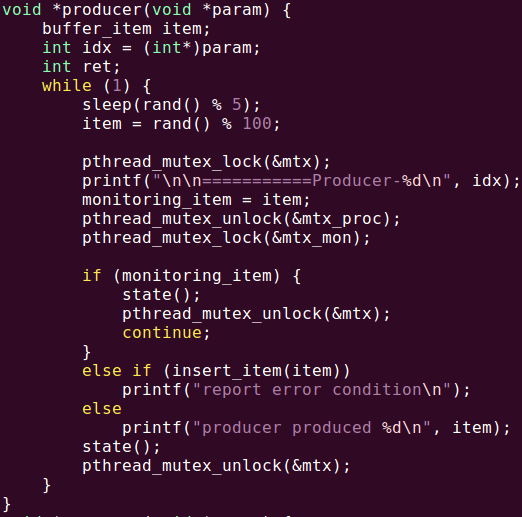 void *producer(void *param) {
    buffer_item item;
    int idx = (int*)param;
    int ret;
    while (1) {
        sleep(rand() % 5);
        item = rand() % 100;

        pthread_mutex_lock(&mtx);
        printf("\n\n===========Producer-%d\n", idx);
        monitoring_item = item;
        pthread_mutex_unlock(&mtx_proc);
        pthread_mutex_lock(&mtx_mon);

        if (monitoring_item) {
            state();
            pthread_mutex_unlock(&mtx);
            continue;
        }
        else if (insert_item(item))
            printf("report error condition\n");
        else
            printf("producer produced %d\n", item);
        state();
        pthread_mutex_unlock(&mtx);
    }
}